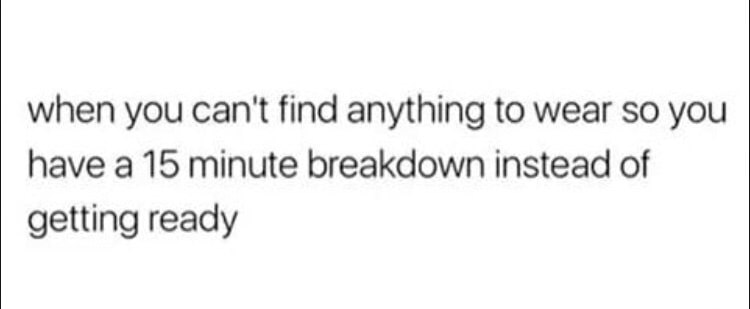 when you can't find anything to wear so you
have a 15 minute breakdown instead of
getting ready